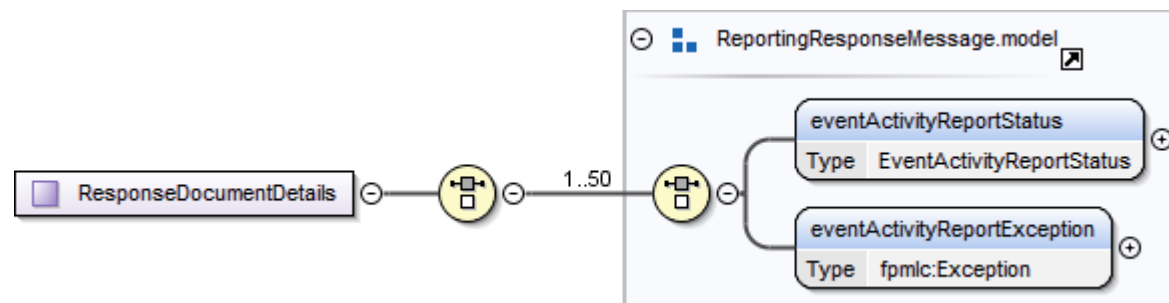 ReportingResponseMessage.model
eventActivityReportStatus
Type EventActivityReportStatus
ResponseDocumentDetails
1..50
eventActivityReportException
Type fpmlc:Exception